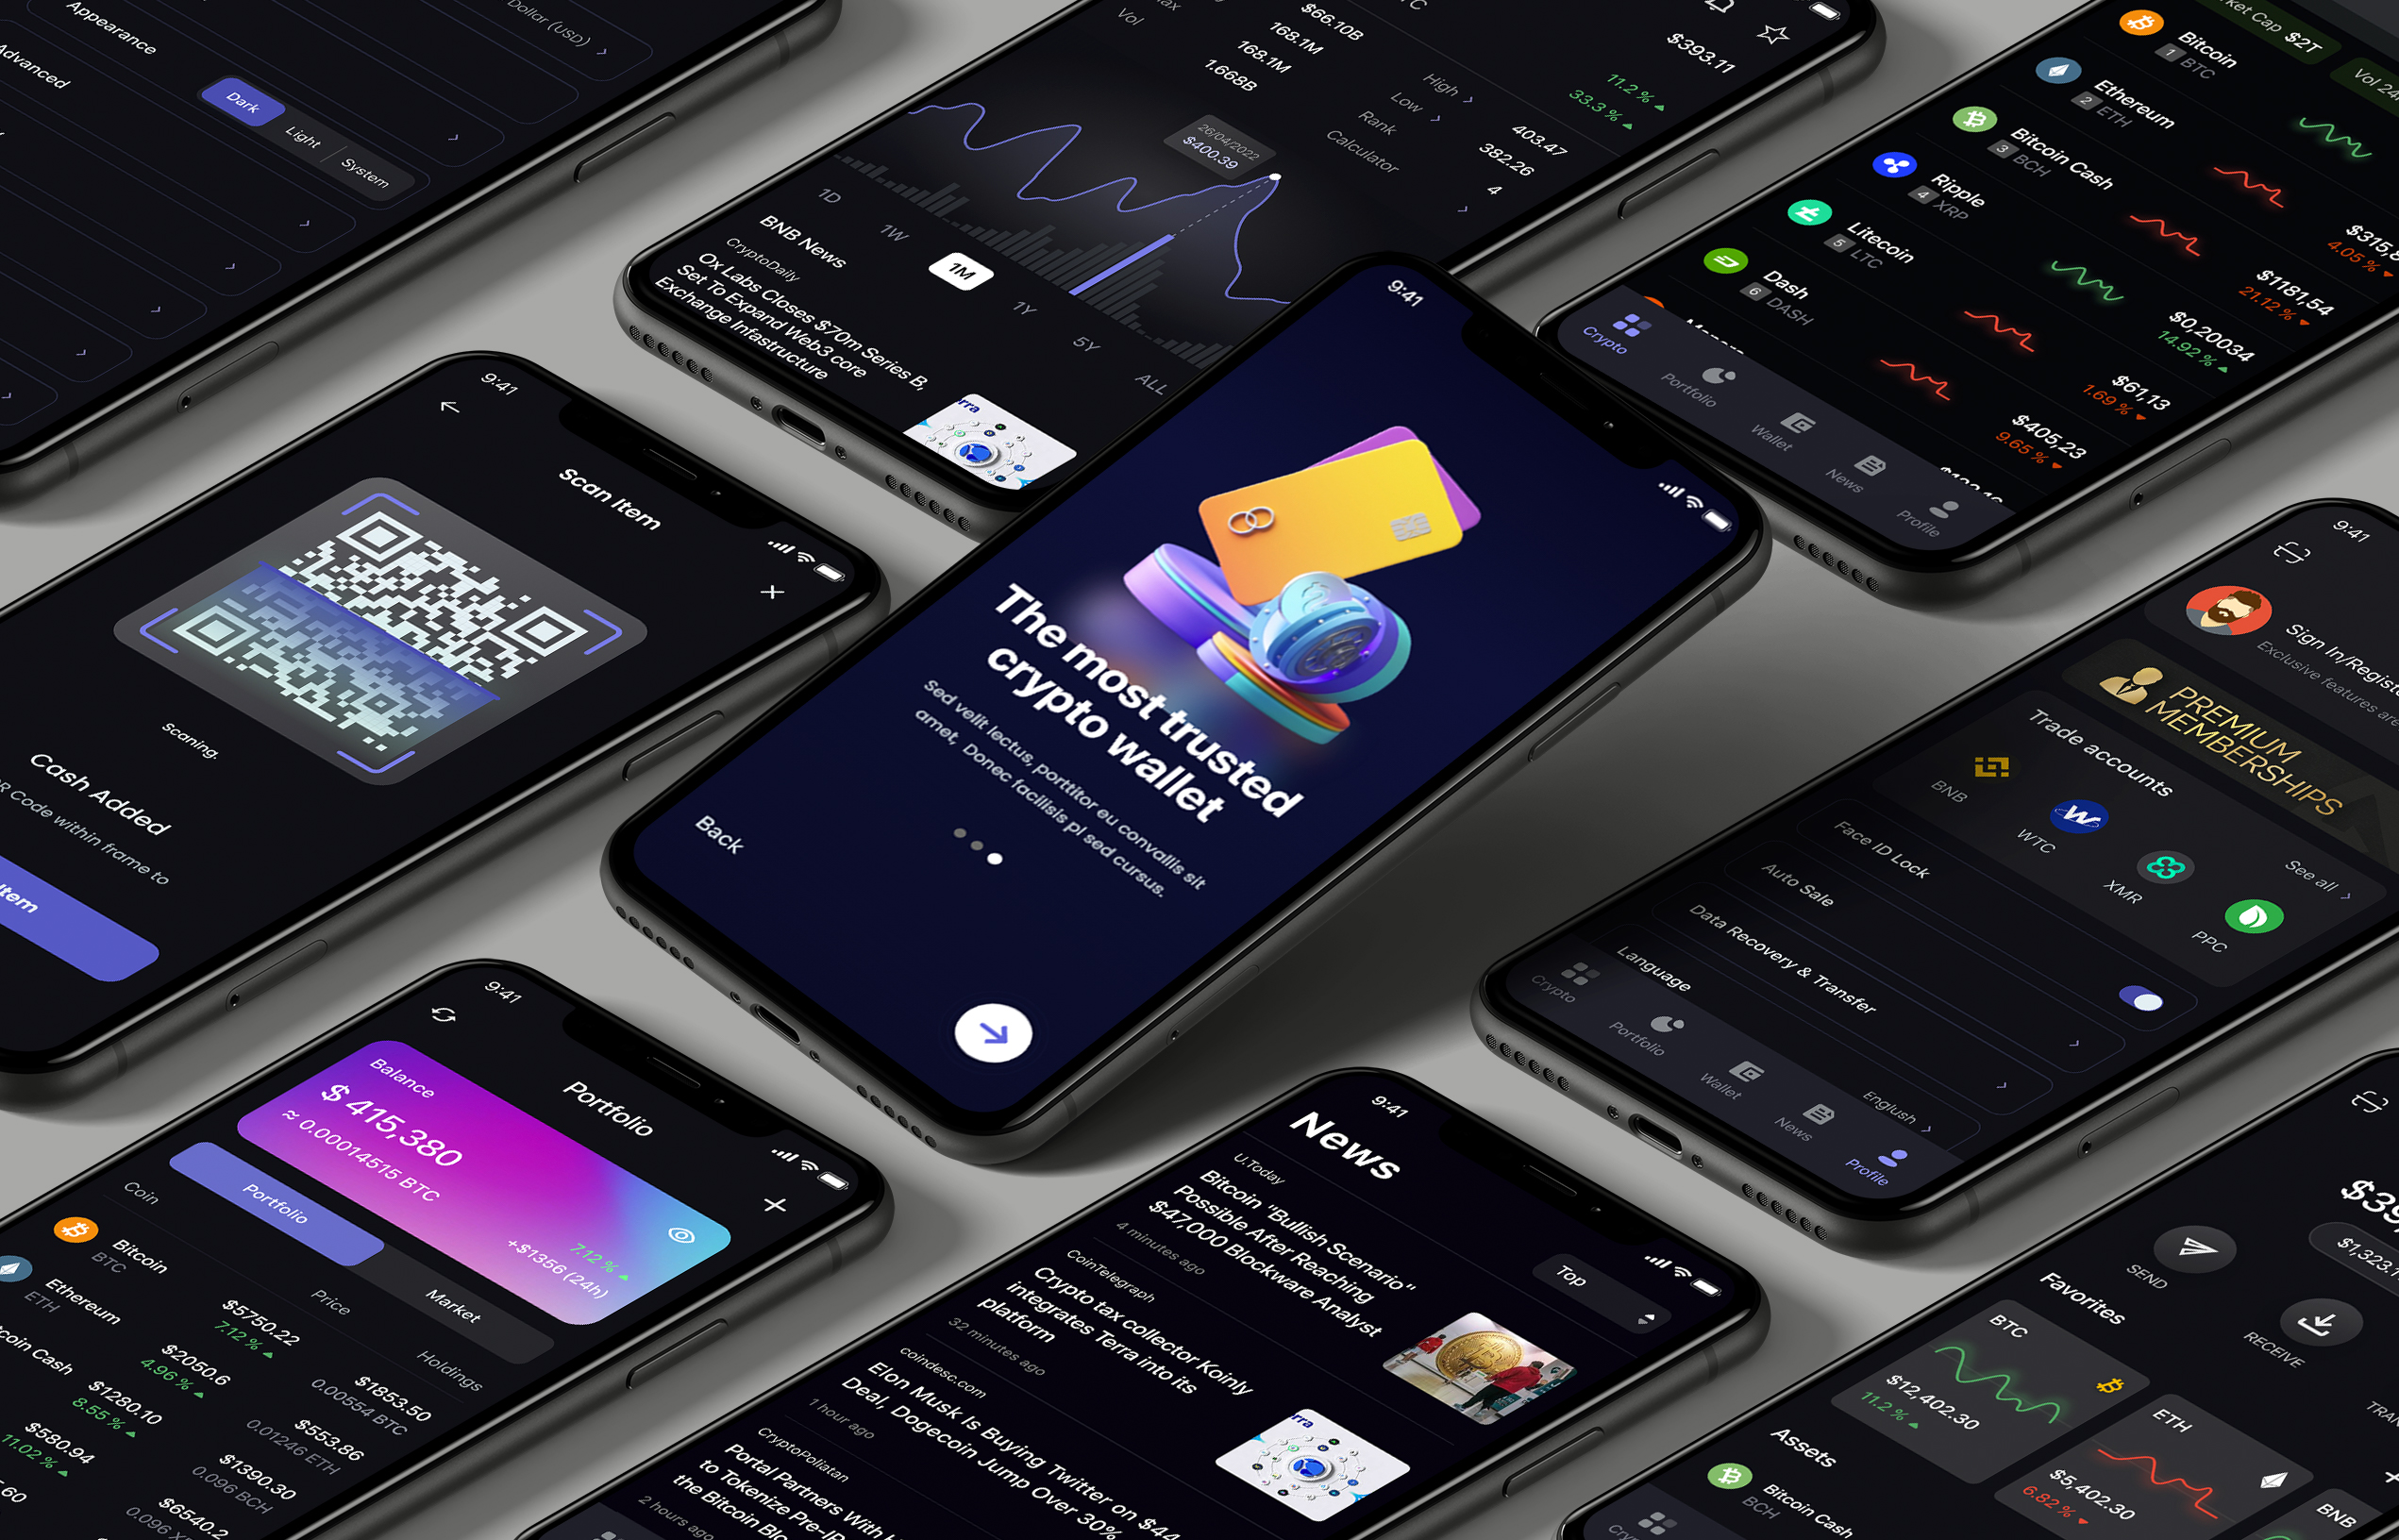 Dollar (USD)
Appearance
Advanced
Dark
Light
System
Vol
$66.10B
168.1M
168.1M
1.668B
$393.11
11.2 %
33.3 %
High
403.47
Low
382.26
Rank
4
Calculator
26/04/2022
$400.39
1D
1W
1M
1Y
5Y
ALL
BNB News
CryptoDaily
Ox Labs Closes $70m Series B,
Set To Expand Web3 core
Exchange Infastructure
rra
Cap $2T
Vol
Bitcoin
1 BTC
Ethereum
2 ETH
Bitcoin Cash
3 BCH
Ripple
4 XRP
Litecoin
5 LTC
Dash
6 DASH
4.05 %
$1181,54
21.12 %
$0,200034
14.92 %
$61,13
1.69 %
$405,23
9.65 %
Crypto
Portfolio
Wallet
News
Profile
9:41
Scan Item
Scaning.
Cash Added
Code within frame to
Item
9:41
The most trusted
crypto wallet
Sed velit lectus, porttitor eu convallis sit
amet, Donec facilisis pl sed cursus.
Back
9:41
Sign In/Registe
Exclusive features are
PREMIUM
MEMBERSHIPS
Trade accounts
See all
BNB
WTC
XMR
PPC
Face ID Lock
Auto Sale
Data Recovery & Transfer
Language
Englush
Crypto
Portfolio
Wallet
News
Profile
9:41
Portfolio
Balance
$ 415,380
≈ 0.00014515 BTC
7.12 %
+$1356 (24h)
Portfolio
Market
Coin
Price
Holdings
Bitcoin
BTC
$5750.22
7.12 %
$1853.50
0.00554 BTC
Ethereum
ETH
$2050.6
4.96 %
$553.86
0.01246 ETH
tcoin Cash
$1280.10
8.55 %
$1390.30
0.096 BCH
$580.94
11.02 %
$6540.2
.60
9:41
News
Top
U.Today
Bitcoin "Bullish Scenario"
Possible After Reaching
$47,000 Blockware Analyst
4 minutes ago
CoinTelegraph
Crypto tax collector Koinly
integrates Terra into its
platform
32 minutes ago
rra
coindesc.com
Elon Musk Is Buying Twitter on $44
Deal, Dogecoin Jump Over 30%
1 hour ago
CryptoPoliatan
Portal Partners With
to Tokenize Pre-IP
the Bitcoin Blo
2 hours ago
$39
$1,323.1
SEND
RECEIVE
TRAN
Favorites
BTC
$12,402.30
11.2 %
ETH
$5,402.30
6.82 %
BNB
Assets
Bitcoin Cash
BCH